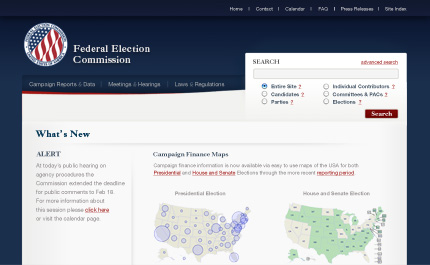 Home | Contact | Calendar | FAQ | Press Releases | Site Index
Federal Election
Commission
Campaign Reports & Data | Meetings & Hearings | Laws & Regulations
SEARCH
advanced search
Entire Site ?
Individual Contributors ?
Candidates ?
Committees & PACs ?
Parties ?
Elections ?
Search
What's New
ALERT
At today's public hearing on
agency procedures the
Commission extended the deadline
for public comments to Feb 18.
For more information about
this session please click here
or visit the calendar page.
Campaign Finance Maps
Campaign finance information is now available via easy to use maps of the USA for both
Presidential and House and Senate Elections through the more recent reporting period.
Presidential Election
House and Senate Election